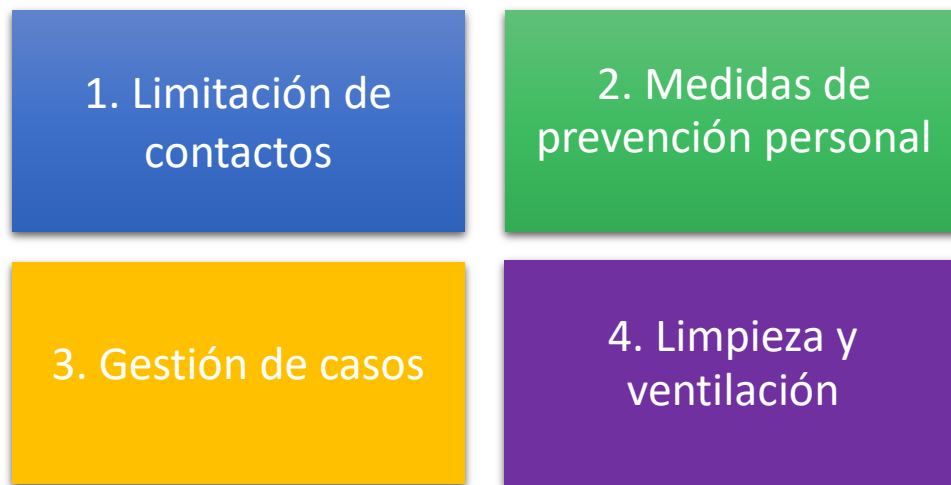 1. Limitación de
contactos
2. Medidas de
prevención personal
3. Gestión de casos
4. Limpieza y
ventilación